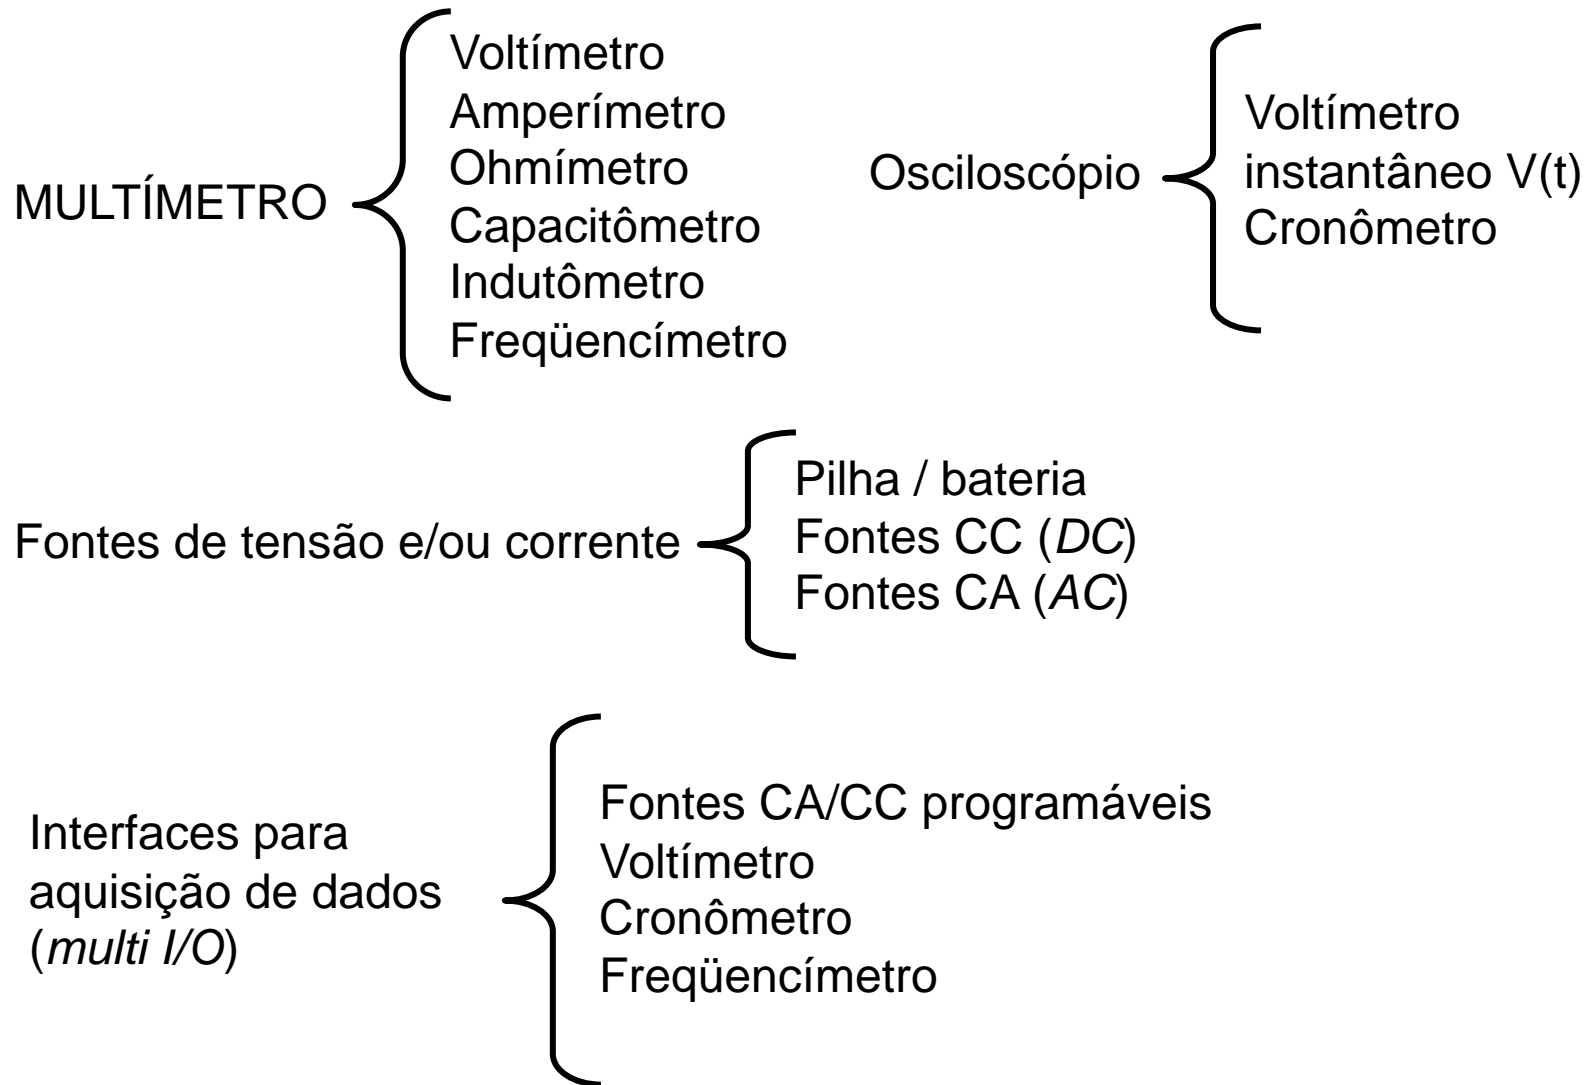 MULTÍMETRO
Voltímetro
Amperímetro
Ohmímetro
Capacitômetro
Indutômetro
Freqüencímetro
Osciloscópio
Voltímetro
instantâneo V(t)
Cronômetro
Fontes de tensão e/ou corrente
Pilha / bateria
Fontes CC (DC)
Fontes CA (AC)
Interfaces para
aquisição de dados
(multi I/O)
Fontes CA/CC programáveis
Voltímetro
Cronômetro
Freqüencímetro